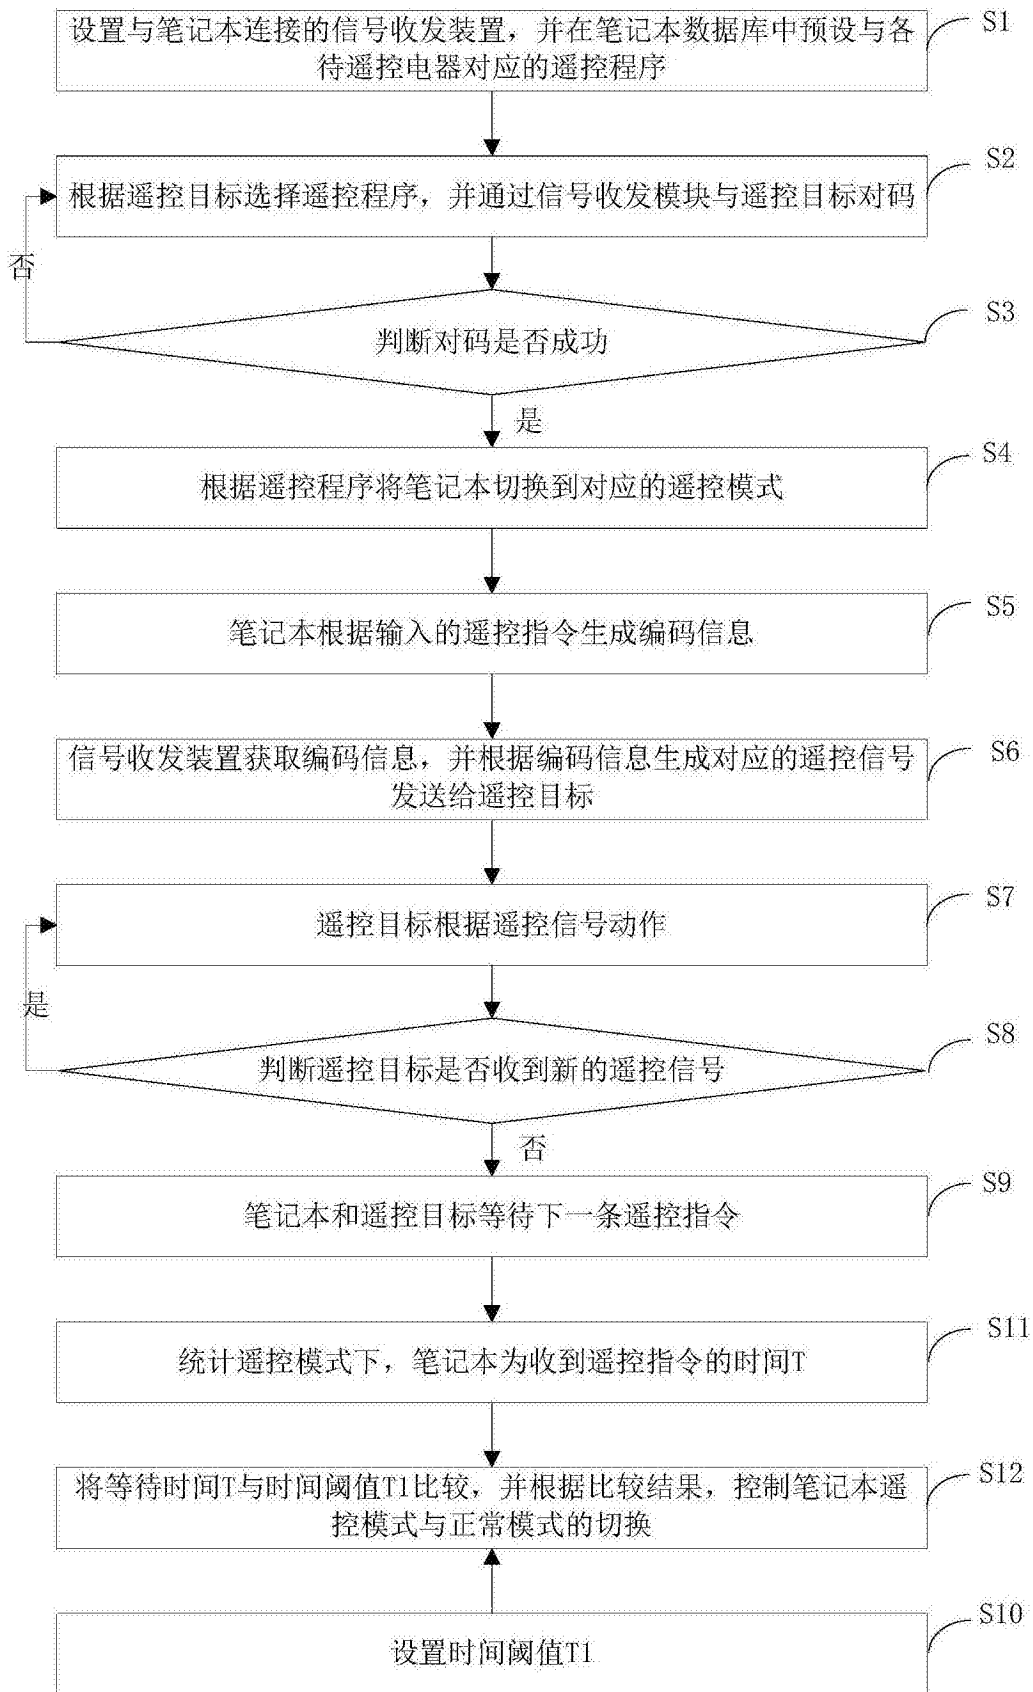 设置与笔记本连接的信号收发装置，并在笔记本数据库中预设与各
待遥控电器对应的遥控程序
S1
根据遥控目标选择遥控程序，并通过信号收发模块与遥控目标对码
S2
否
判断对码是否成功
S3
是
根据遥控程序将笔记本切换到对应的遥控模式
S4
笔记本根据输入的遥控指令生成编码信息
S5
信号收发装置获取编码信息，并根据编码信息生成对应的遥控信号
发送给遥控目标
S6
遥控目标根据遥控信号动作
S7
是
判断遥控目标是否收到新的遥控信号
S8
否
笔记本和遥控目标等待下一条遥控指令
S9
统计遥控模式下，笔记本为收到遥控指令的时间T
S11
将等待时间T与时间阈值T1比较，并根据比较结果，控制笔记本遥
控模式与正常模式的切换
S12
设置时间阈值T1
S10